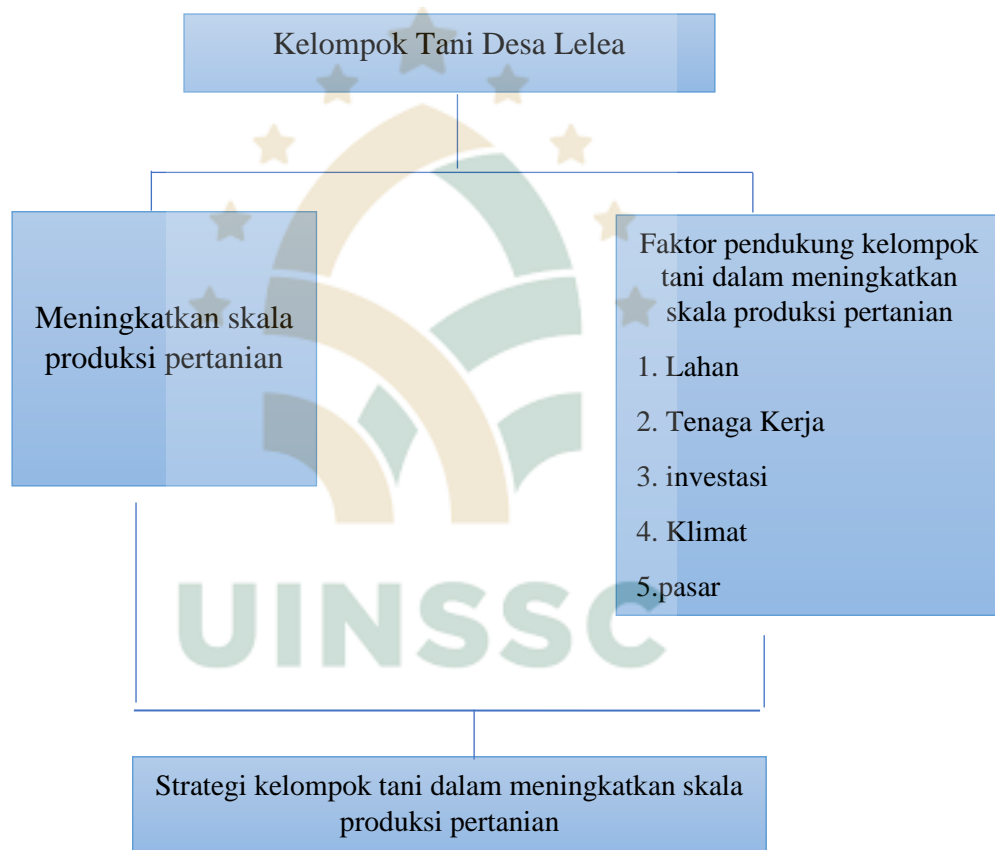 Kelompok Tani Desa Lelea
Meningkatkan skala
produksi pertanian
Faktor pendukung kelompok
tani dalam meningkatkan
skala produksi pertanian
1. Lahan
2. Tenaga Kerja
3. investasi
4. Klimat
5.pasar
UINSSC
Strategi kelompok tani dalam meningkatkan skala
produksi pertanian